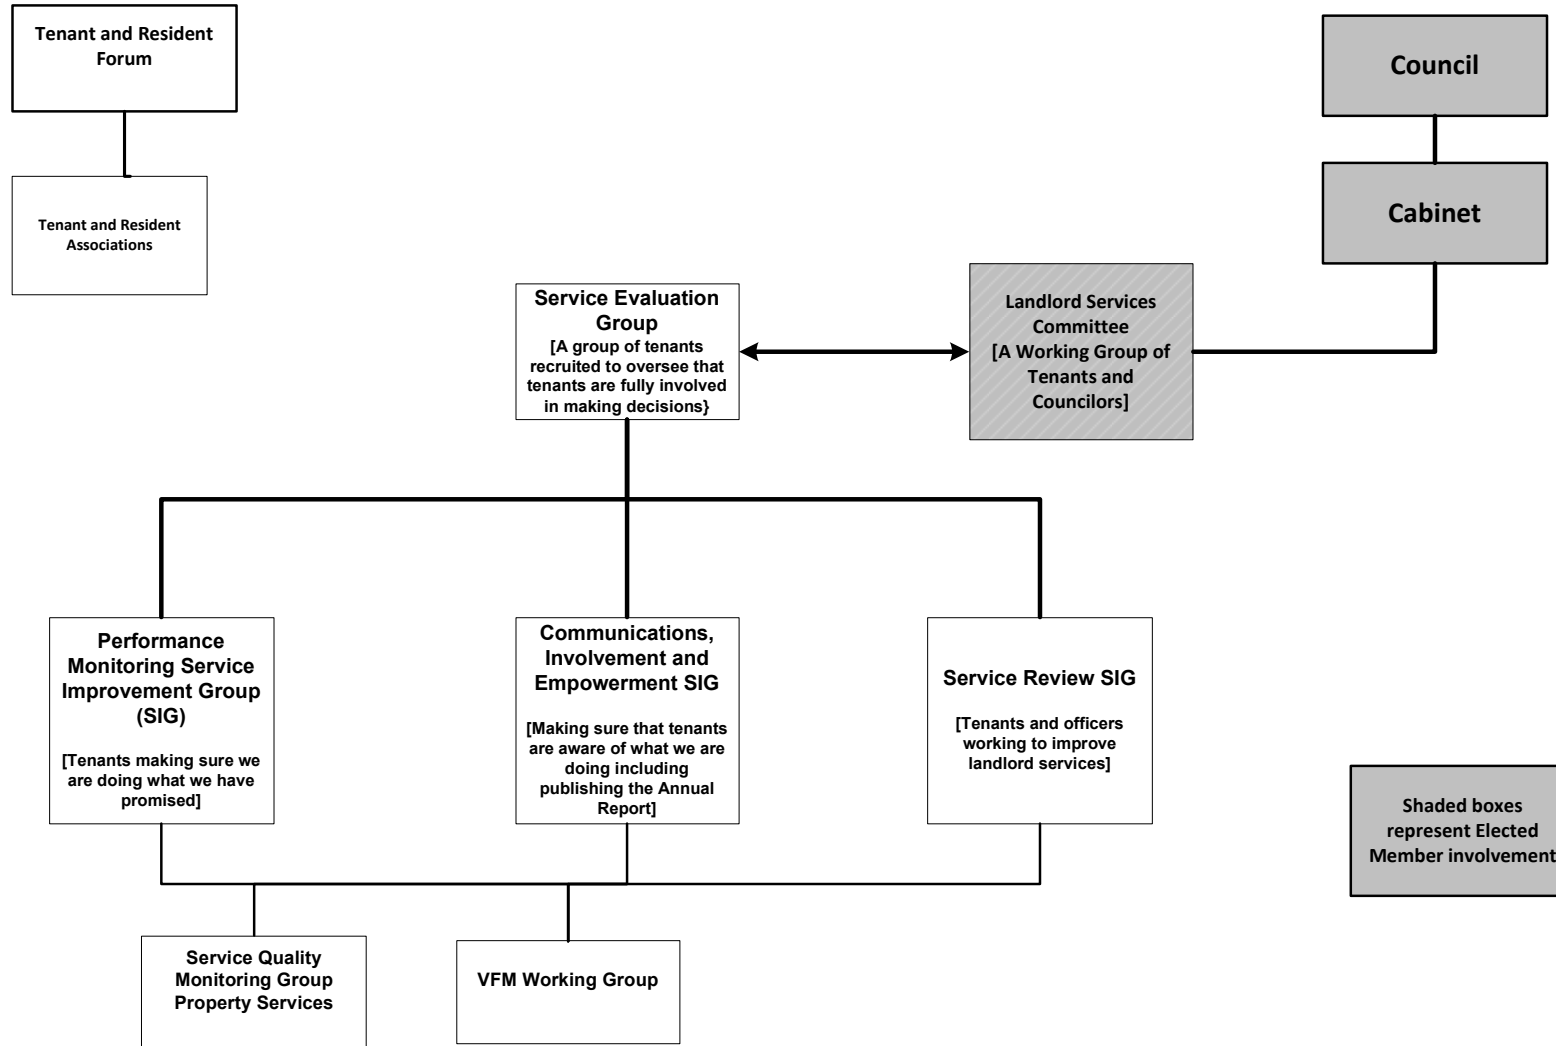 Tenant and Resident
Forum
Council
Tenant and Resident
Associations
Cabinet
Service Evaluation
Group
[A group of tenants
recruited to oversee that
tenants are fully involved
in making decisions}
Landlord Services
Committee
[A Working Group of
Tenants and
Councilors]
Performance
Monitoring Service
Improvement Group
(SIG)
[Tenants making sure we
are doing what we have
promised]
Communications,
Involvement and
Empowerment SIG
[Making sure that tenants
are aware of what we are
doing including
publishing the Annual
Report]
Service Review SIG
[Tenants and officers
working to improve
landlord services]
Shaded boxes
represent Elected
Member involvement
Service Quality
Monitoring Group
Property Services
VFM Working Group